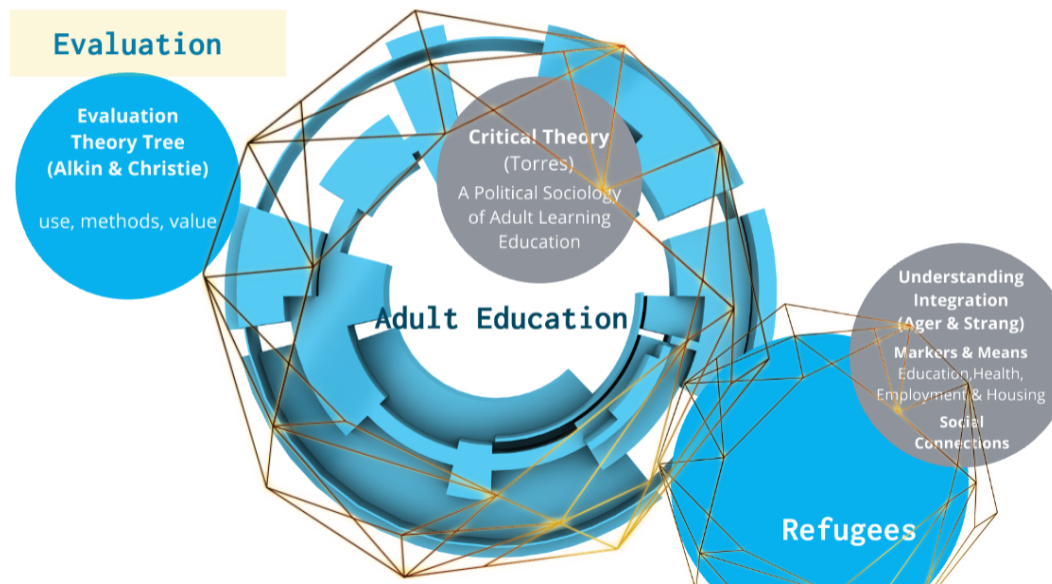 Evaluation
Evaluation
Theory Tree
(Alkin & Christie)
use, methods, value
Critical Theory
(Torres)
A Political Sociology
of Adult Learning
Education
Adult Education
Understanding
Integration
(Ager & Strang)
Markers & Means
Education,Health,
Employment & Housing
Social
Connections
Refugees